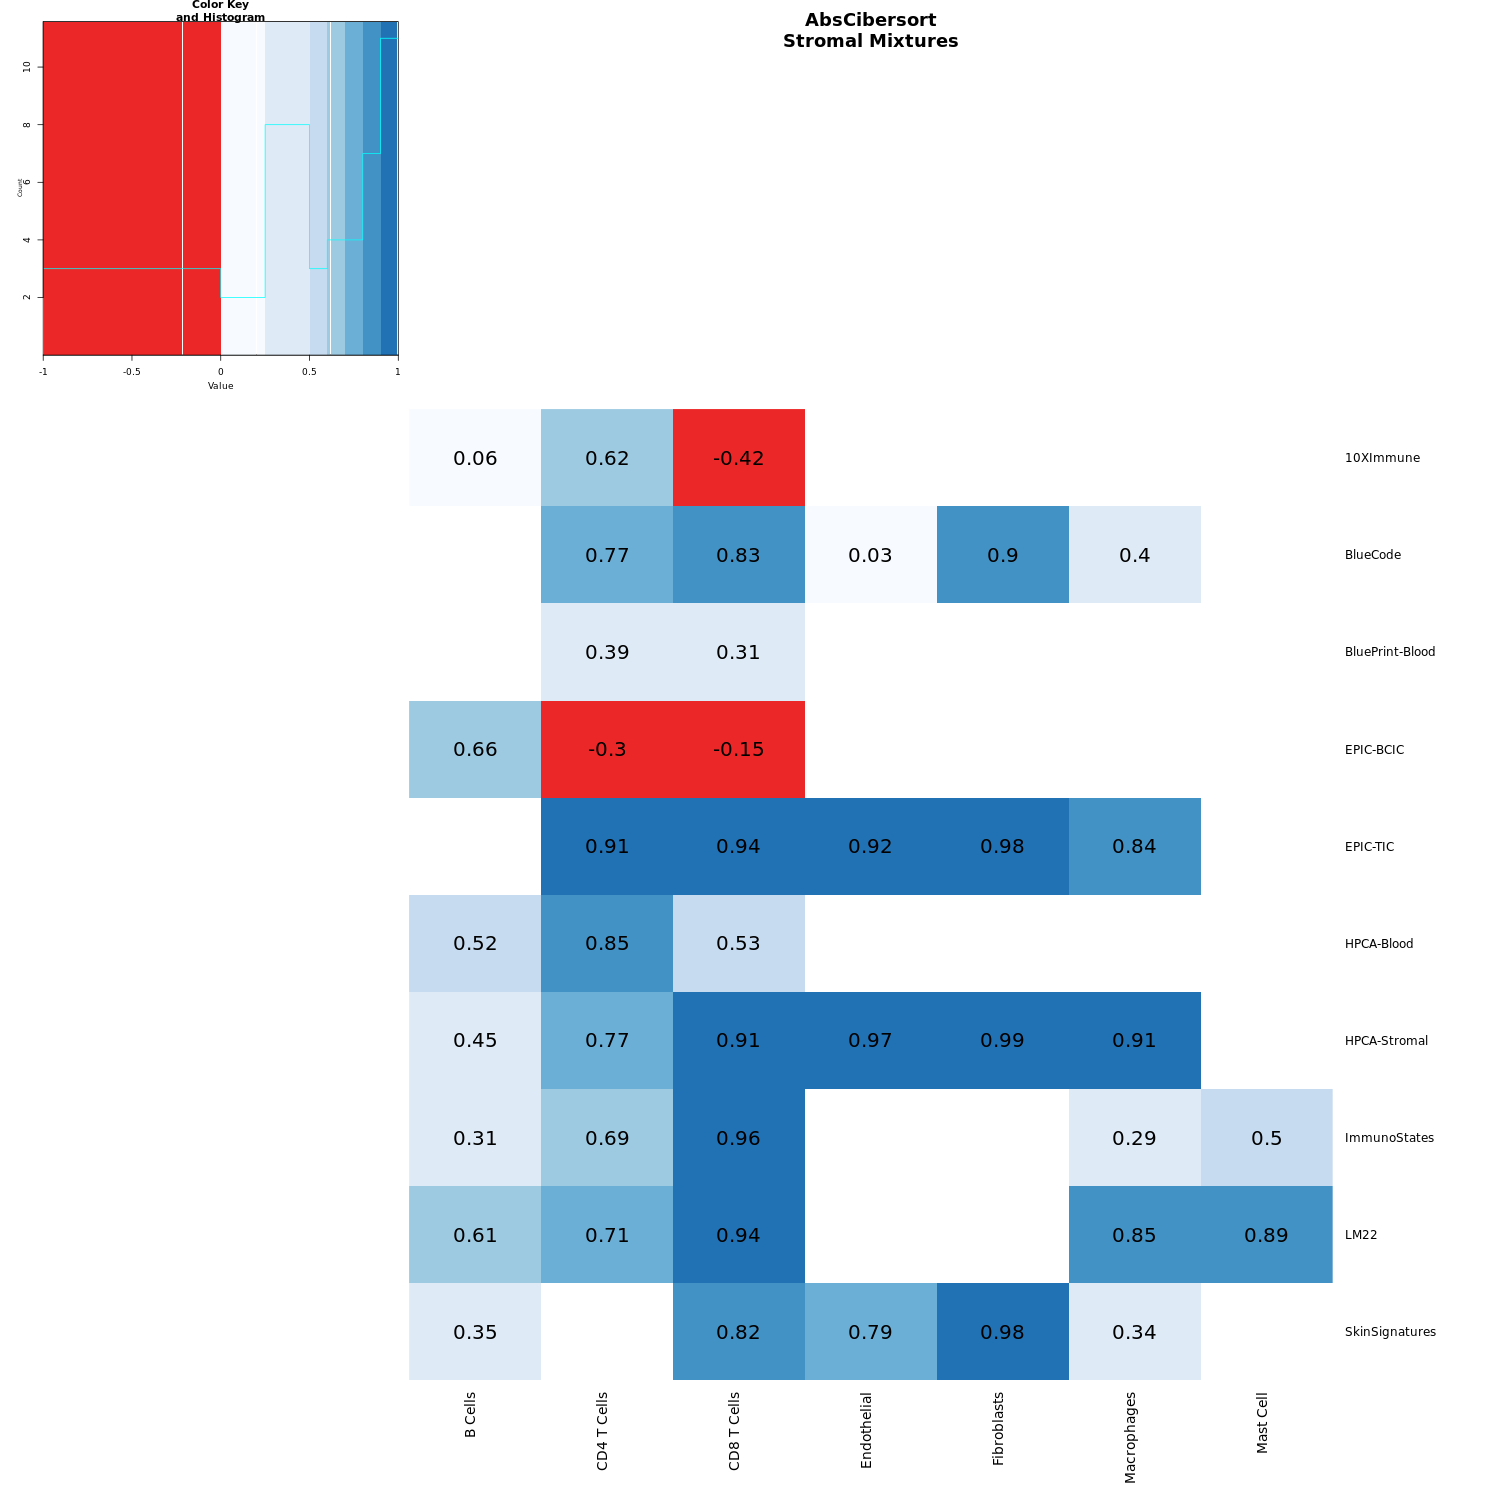 Color Key
and Histogram
AbsCibersort
Stromal Mixtures
10
8
6
4
2
Count
-1 -0.5 0 0.5 1
Value
0.06 0.62 -0.42 10XImmune
0.77 0.83 0.03 0.9 0.4 BlueCode
0.39 0.31 BluePrint-Blood
0.66 -0.3 -0.15 EPIC-BCIC
0.91 0.94 0.92 0.98 0.84 EPIC-TIC
0.52 0.85 0.53 HPCA-Blood
0.45 0.77 0.91 0.97 0.99 0.91 HPCA-Stromal
0.31 0.69 0.96 0.29 0.5 ImmunoStates
0.61 0.71 0.94 0.85 0.89 LM22
0.35 0.82 0.79 0.98 0.34 SkinSignatures
B Cells
CD4 T Cells
CD8 T Cells
Endothelial
Fibroblasts
Macrophages
Mast Cell